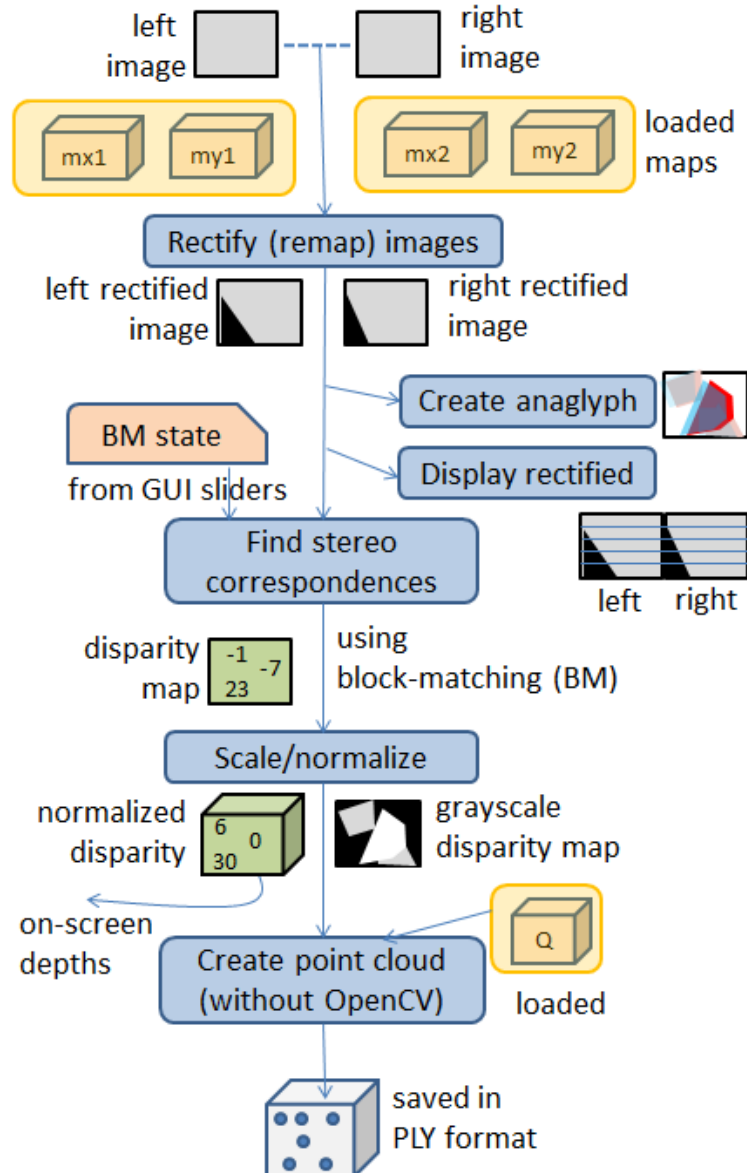 left
image
right
image
mx1
my1
mx2
my2
loaded
maps
Rectify (remap) images
left rectified
image
right rectified
image
Create anaglyph
BM state
from GUI sliders
Display rectified
Find stereo
correspondences
left
right
disparity
map
-1
-7
23
using
block-matching (BM)
Scale/normalize
normalized
disparity
6
0
30
grayscale
disparity map
on-screen
depths
Create point cloud
(without OpenCV)
Q
loaded
saved in
PLY format